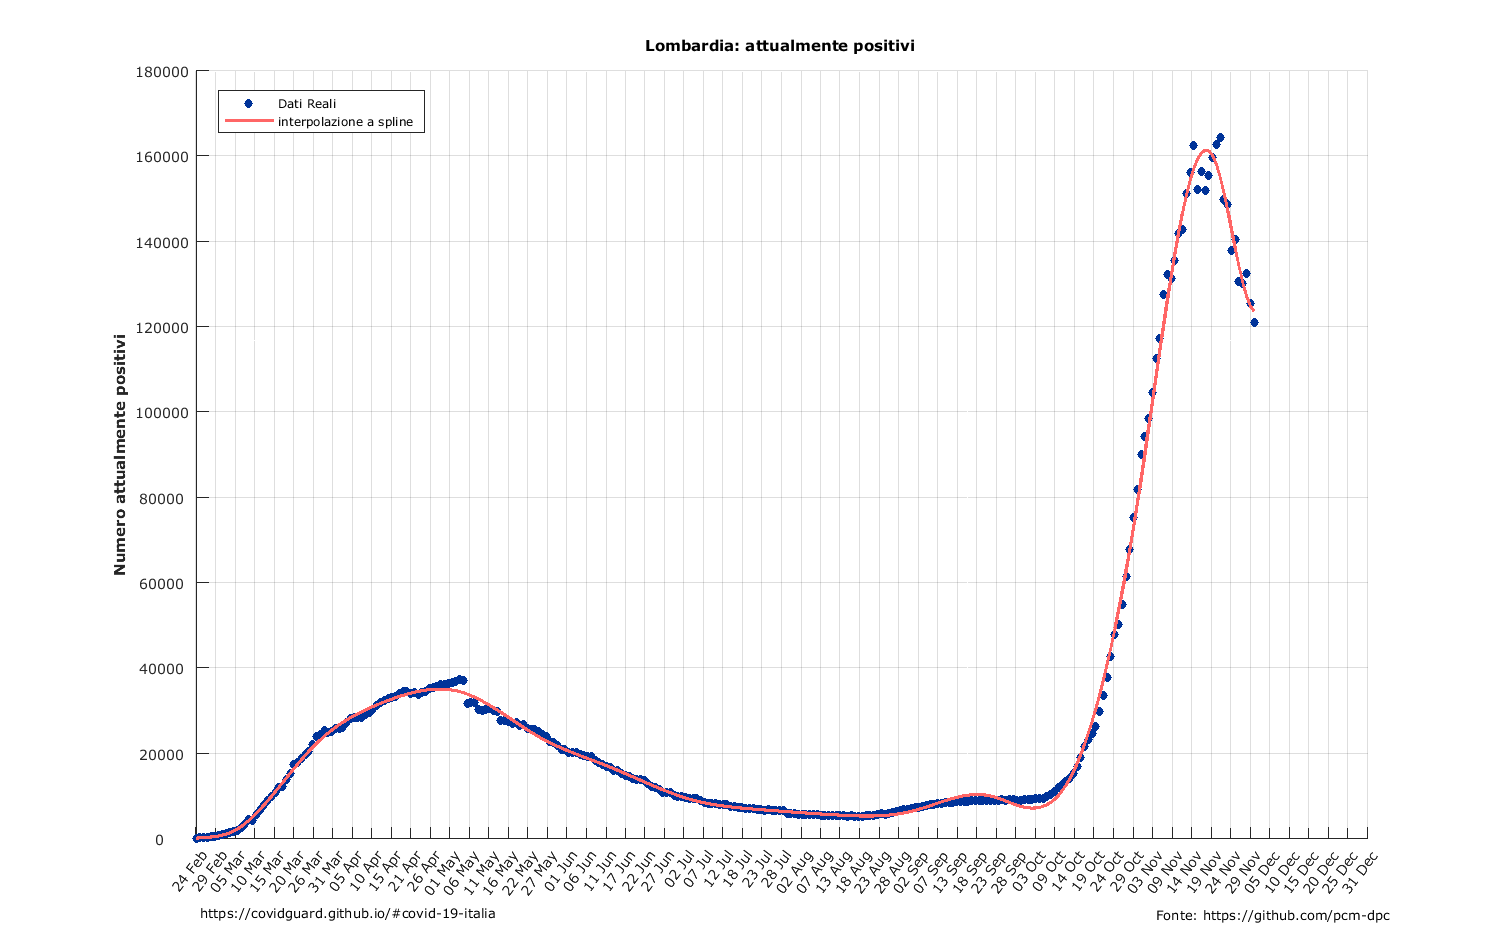 Lombardia: attualmente positivi
Dati Reali
interpolazione a spline
Numero attualmente positivi
180000
160000
140000
120000
100000
80000
60000
40000
20000
0
24 Feb
29 Feb
05 Mar
10 Mar
15 Mar
20 Mar
26 Mar
31 Mar
05 Apr
10 Apr
15 Apr
21 Apr
26 Apr
01 May
06 May
11 May
16 May
22 May
27 May
01 Jun
06 Jun
11 Jun
17 Jun
22 Jun
27 Jun
02 Jul
07 Jul
12 Jul
18 Jul
23 Jul
28 Jul
02 Aug
07 Aug
13 Aug
18 Aug
23 Aug
28 Aug
02 Sep
07 Sep
13 Sep
18 Sep
23 Sep
28 Sep
03 Oct
09 Oct
14 Oct
19 Oct
24 Oct
29 Oct
03 Nov
09 Nov
14 Nov
19 Nov
24 Nov
29 Nov
05 Dec
10 Dec
15 Dec
20 Dec
25 Dec
31 Dec
https://covidguard.github.io/#covid-19-italia
Fonte: https://github.com/pcm-dpc